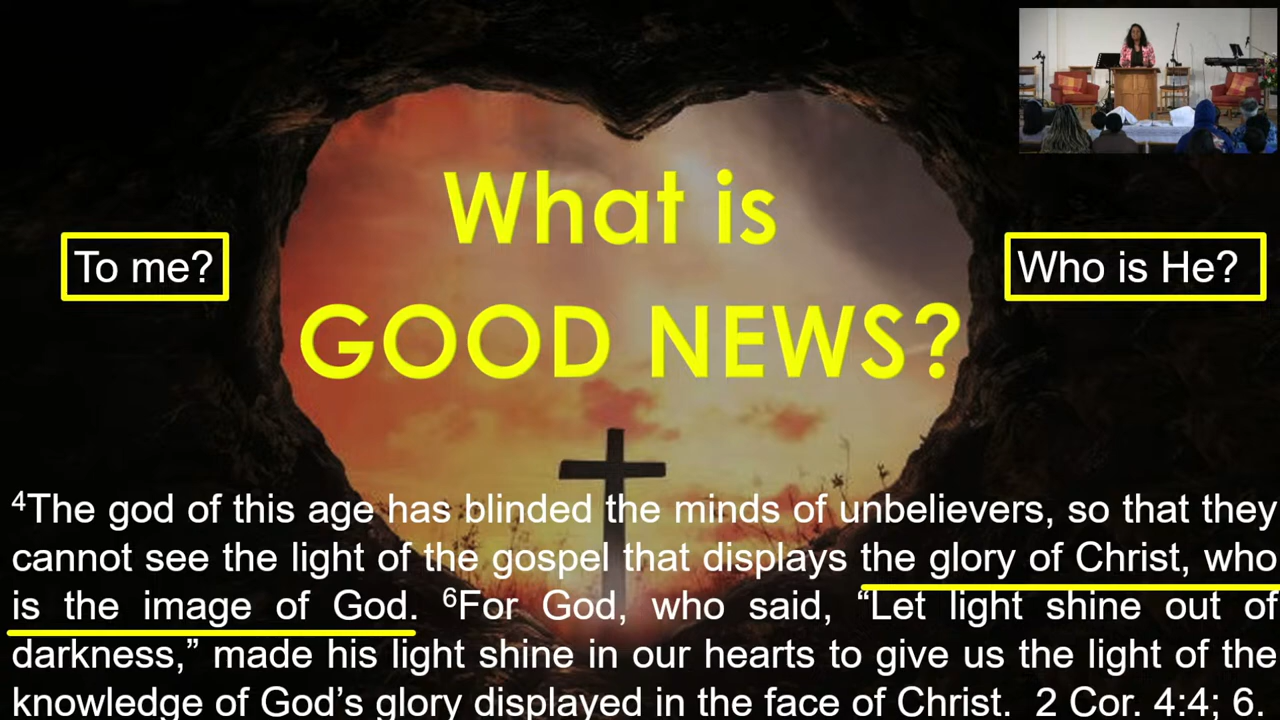 What is
To me?
Who is He?
GOOD NEWS?
⁴The god of this age has blinded the minds of unbelievers, so that they
cannot see the light of the gospel that displays the glory of Christ, who
is the image of God. ⁶For God, who said, “Let light shine out of
darkness,” made his light shine in our hearts to give us the light of the
knowledge of God’s glory displayed in the face of Christ. 2 Cor. 4:4; 6.